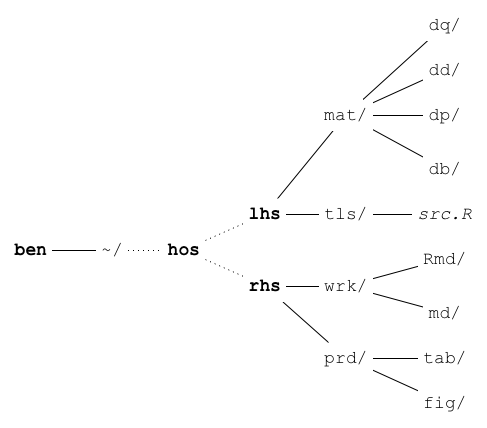 dq/
dd/
mat/
dp/
db/
lhs
tls/
src.R
ben
~/
hos
Rmd/
rhs
wrk/
md/
prd/
tab/
fig/